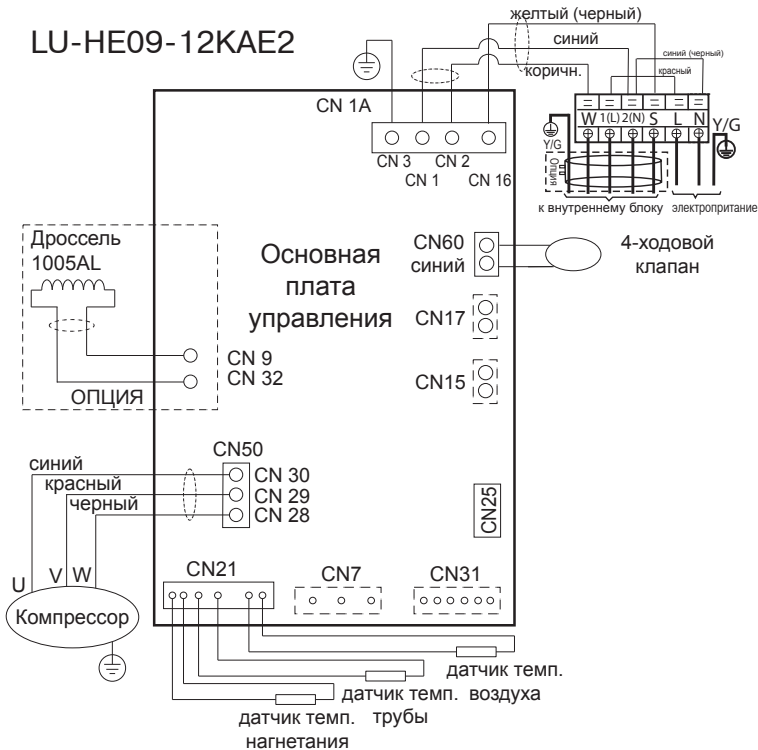 LU-HE09-12KAE2
желтый (черный)
синий
коричн.
синий (черный)
красный
CN 1A
CN 3
CN 2
CN 1
CN 16
W 1(L) 2(N) S L N
Y/G
Y/G
Опция
к внутреннему блоку
электропритание
Дроссель
1005AL
CN 9
CN 32
ОПЦИЯ
Основная
плата
управления
CN60
синий
4-ходовой
клапан
CN17
CN15
CN50
синий
красный
черный
CN 30
CN 29
CN 28
CN25
U V W
Компрессор
CN21
CN7
CN31
датчик темп.
воздуха
датчик темп.
трубы
датчик темп.
нагнетания